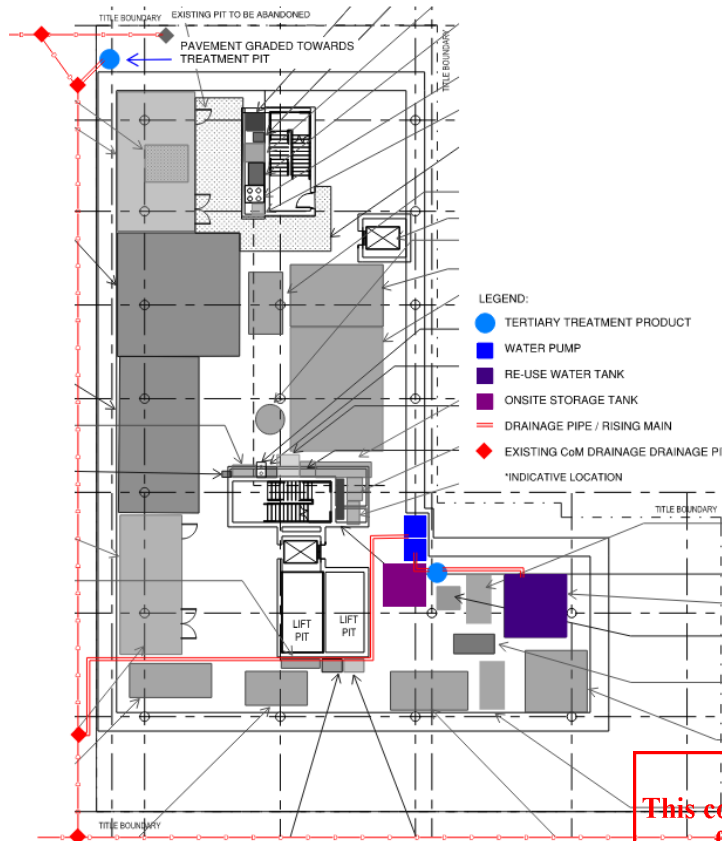 TITLE BOUNDARY
EXISTING PIT TO BE ABANDONED
PAVEMENT GRADED TOWARDS
TREATMENT PIT
TITLE BOUNDARY
LEGEND:
TERTIARY TREATMENT PRODUCT
WATER PUMP
RE-USE WATER TANK
ONSITE STORAGE TANK
DRAINAGE PIPE / RISING MAIN
EXISTING CoM DRAINAGE DRAINAGE PI
*INDICATIVE LOCATION
TITLE BOUNDARY
LIFT
PIT
LIFT
PIT
This co
TITLE BOUNDARY